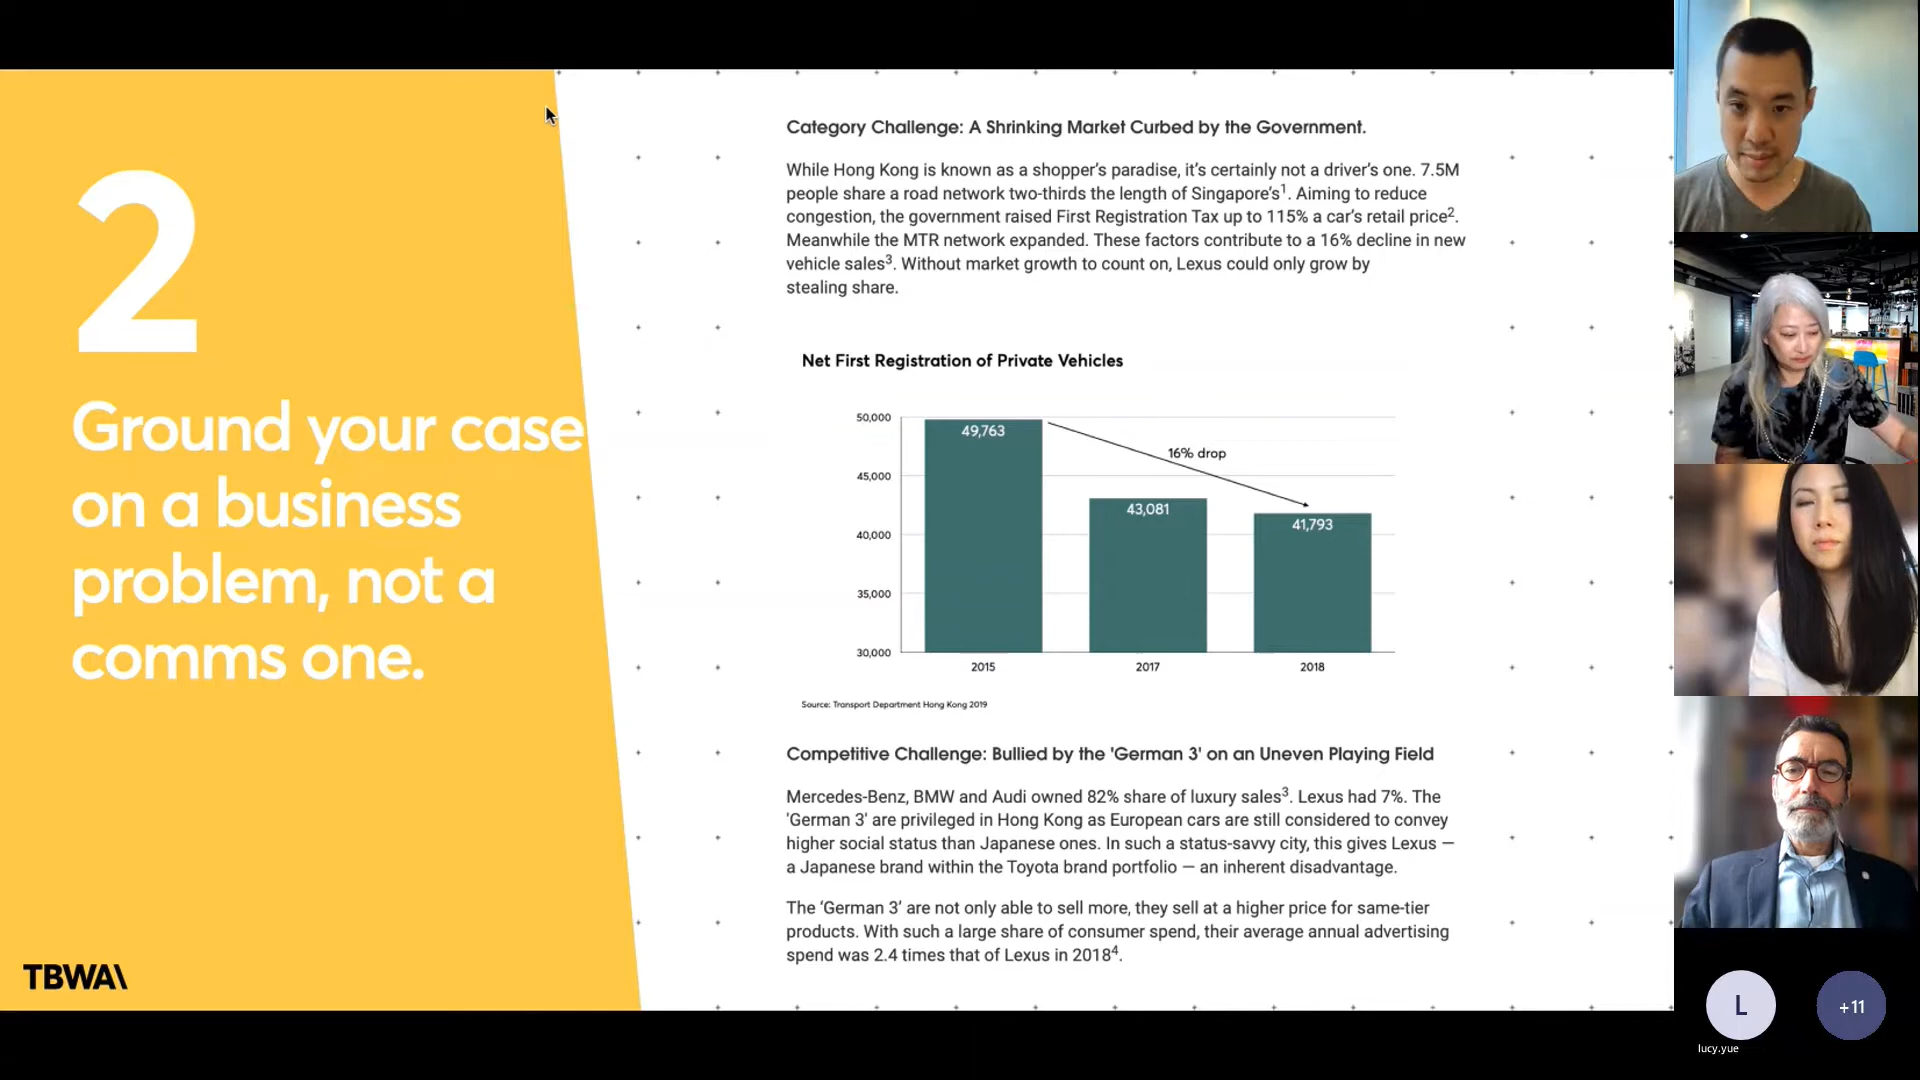 2
Ground your case
on a business
problem, not a
comms one.
TBWA\
Category Challenge: A Shrinking Market Curbed by the Government.
While Hong Kong is known as a shopper's paradise, it's certainly not a driver's one. 7.5M
people share a road network two-thirds the length of Singapore's1. Aiming to reduce
congestion, the government raised First Registration Tax up to 115% a car's retail price2.
Meanwhile the MTR network expanded. These factors contribute to a 16% decline in new
vehicle sales3. Without market growth to count on, Lexus could only grow by
stealing share.
Net First Registration of Private Vehicles
50,000
45,000
40,000
35,000
30,000
49,763
43,081
41,793
16% drop
2015
2017
2018
Source: Transport Department Hong Kong 2019
Competitive Challenge: Bullied by the 'German 3' on an Uneven Playing Field
Mercedes-Benz, BMW and Audi owned 82% share of luxury sales3. Lexus had 7%. The
'German 3' are privileged in Hong Kong as European cars are still considered to convey
higher social status than Japanese ones. In such a status-savvy city, this gives Lexus —
a Japanese brand within the Toyota brand portfolio — an inherent disadvantage.
The 'German 3' are not only able to sell more, they sell at a higher price for same-tier
products. With such a large share of consumer spend, their average annual advertising
spend was 2.4 times that of Lexus in 20184.
L
+11
lucy.yue